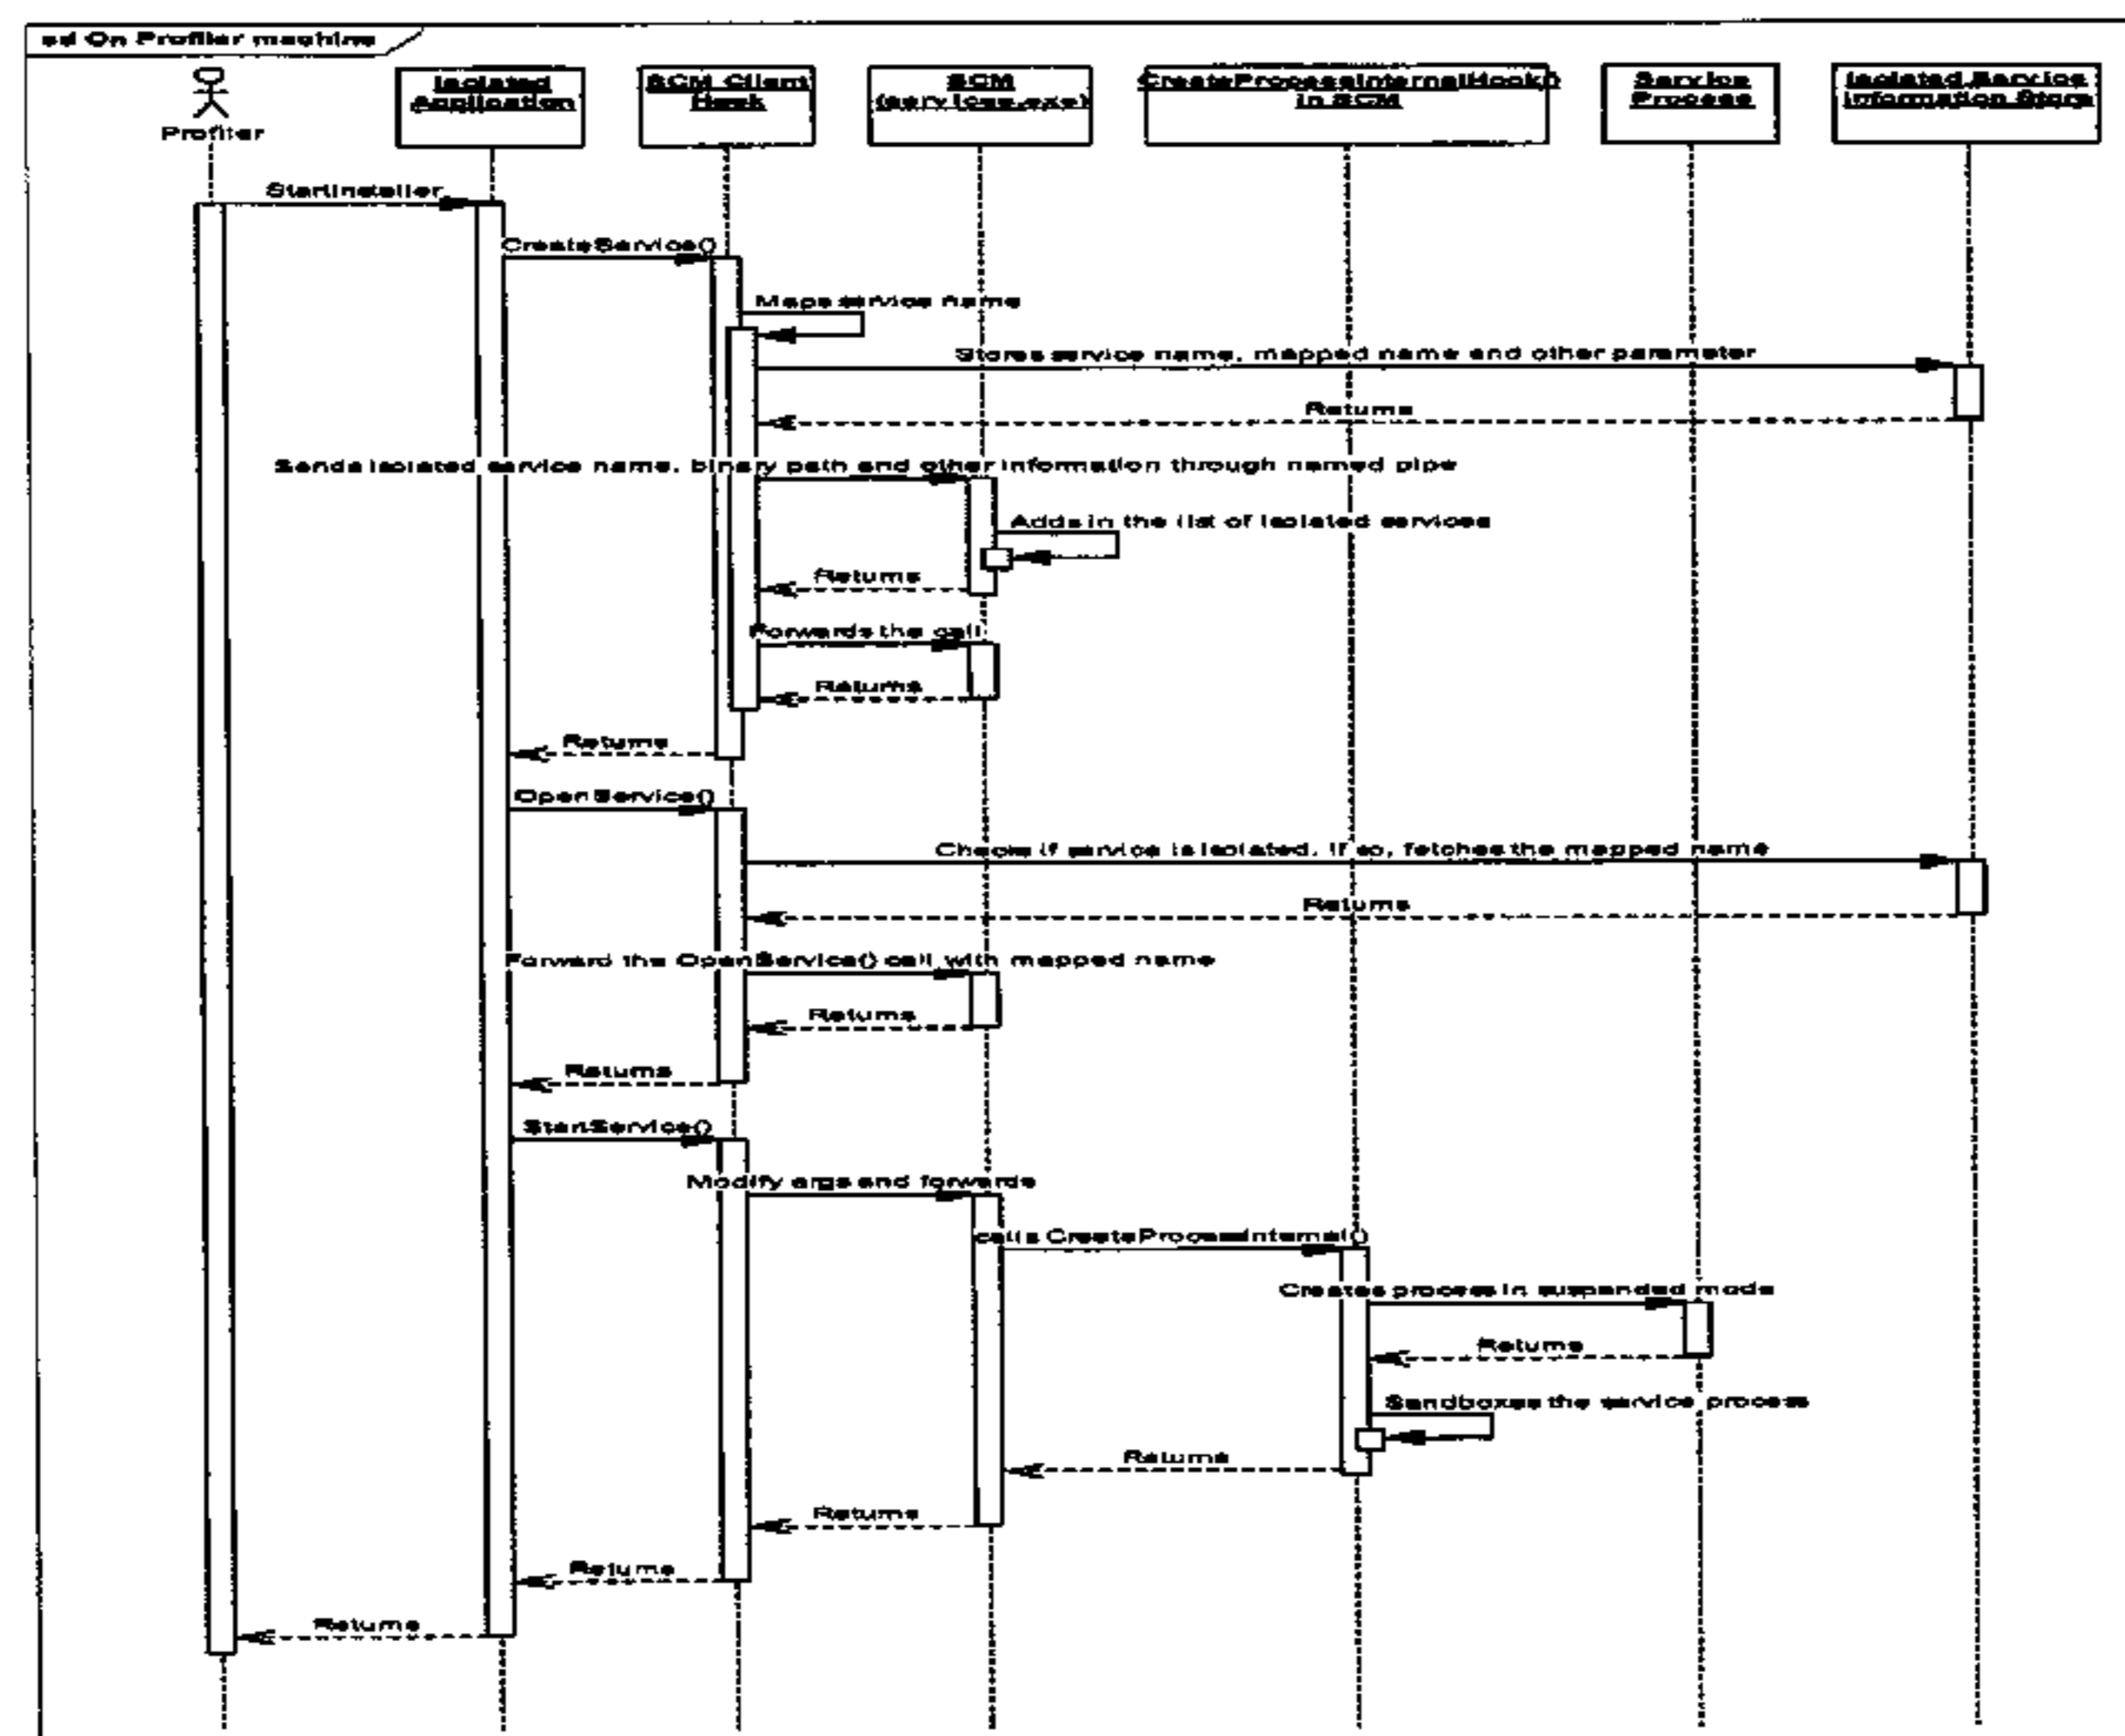 sd On Profiler machine
Profiler
Isolated
Application
SCM Client
Hook
SCM
(services.exe)
CreateProcessInternalHook()
in SCM
Service
Process
Isolated Service
Information Store
StartInstaller
CreateService()
Maps service name
Stores service name, mapped name and other parameter
Returns
Sends isolated service name, binary path and other information through named pipe
Adds in the list of isolated services
Returns
Forwards the call
Returns
Returns
OpenService()
Checks if service is isolated. If so, fetches the mapped name
Returns
Forward the OpenService() call with mapped name
Returns
Returns
StartService()
Modify args and forwards
calls CreateProcessInternal()
Creates process in suspended mode
Returns
Sandboxes the service process
Returns
Returns
Returns
Returns